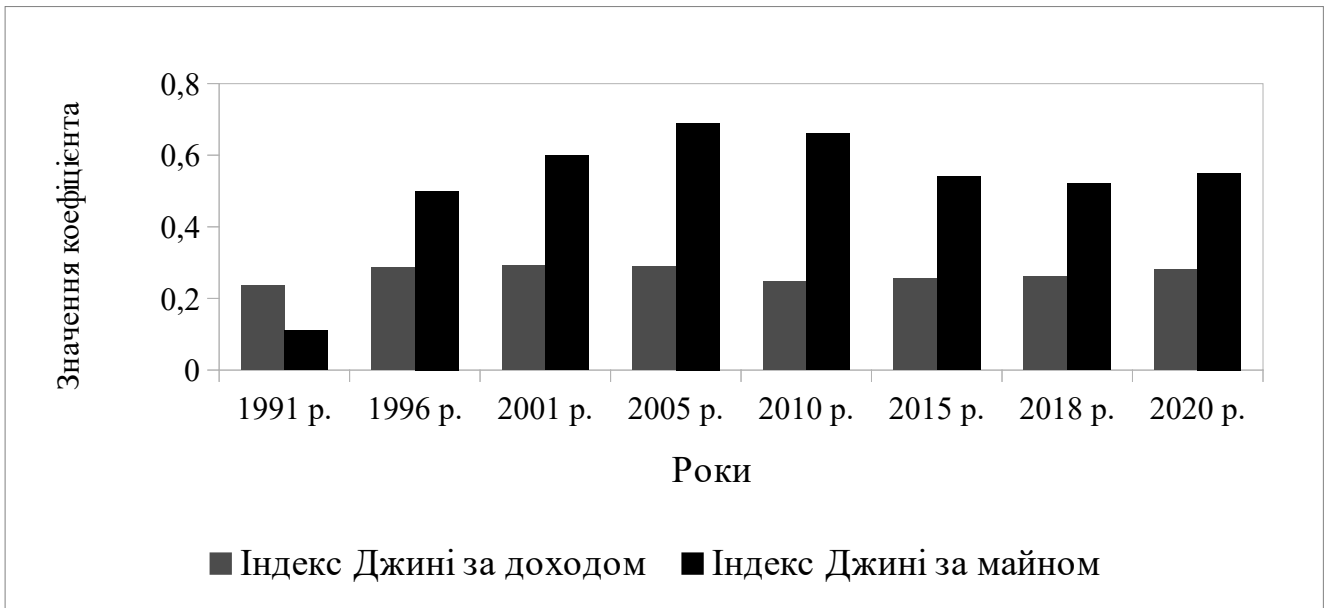 Значення коефіцієнта
0,8
0,6
0,4
0,2
0
1991 р. 1996 р. 2001 р. 2005 р. 2010 р. 2015 р. 2018 р. 2020 р.
Роки
Індекс Джині за доходом Індекс Джині за майном